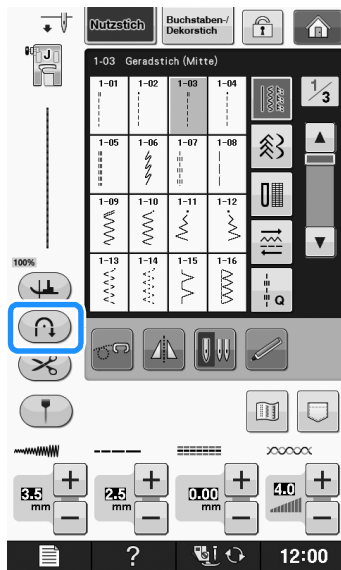 Nutzstich
Buchstaben-/
Dekorstich
J
1-03 Geradstich (Mitte)
1/3
1-01 1-02 1-03 1-04
1-05 1-06 1-07 1-08
1-09 1-10 1-11 1-12
1-13 1-14 1-15 1-16
Q
100%
3.5 mm
2.5 mm
0.00 mm
4.0
?
12:00